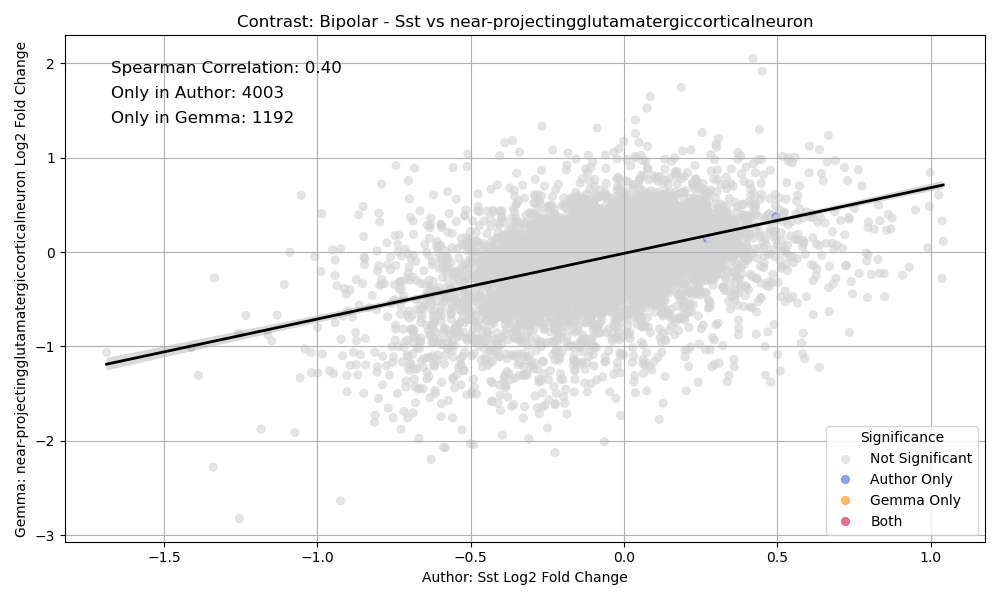 Contrast: Bipolar - Sst vs near-projectingglutamatergiccorticalneuron
Spearman Correlation: 0.40
Only in Author: 4003
Only in Gemma: 1192
Gemma: near-projectingglutamatergiccorticalneuron Log2 Fold Change
2
1
0
−1
−2
−3
Significance
Not Significant
Author Only
Gemma Only
Both
−1.5
−1.0
−0.5
0.0
0.5
1.0
Author: Sst Log2 Fold Change